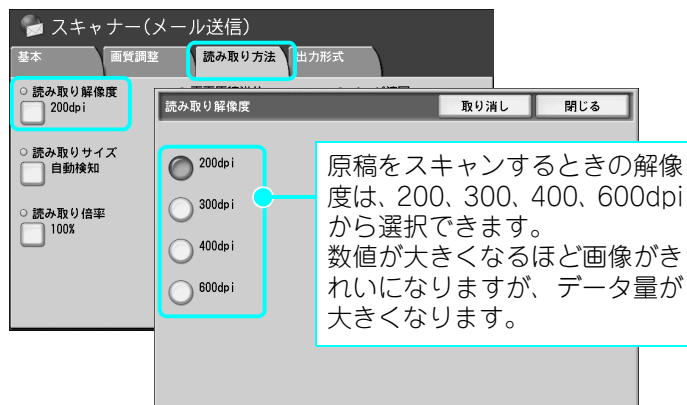 スキャナー(メール送信)
基本 画質調整 読み取り方法 出力形式
読み取り解像度
200dpi
読み取りサイズ
自動検知
読み取り倍率
100%
読み取り解像度 取り消し 閉じる
200dpi
300dpi
400dpi
600dpi
原稿をスキャンするときの解像
度は、200、300、400、600dpi
から選択できます。
数値が大きくなるほど画像がき
れいになりますが、データ量が
大きくなります。